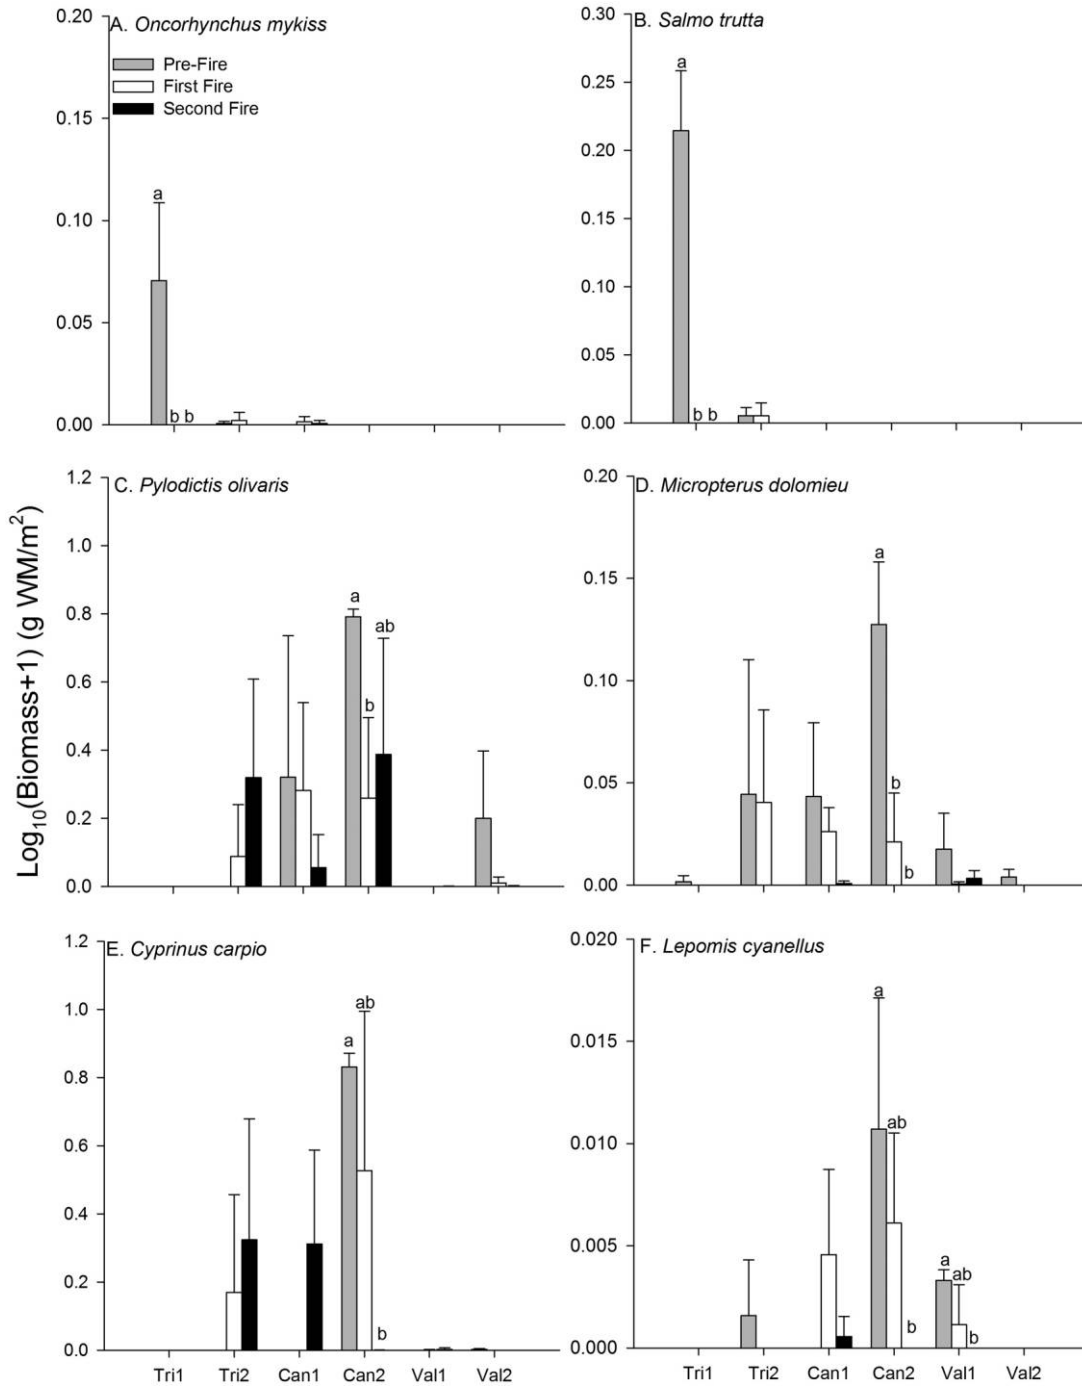 A. Oncorhynchus mykiss
Pre-Fire
First Fire
Second Fire
0.20
0.15
0.10
0.05
0.00
a
b b
B. Salmo trutta
0.30
0.25
0.20
0.15
0.10
0.05
0.00
a
b b
Log10(Biomass+1) (g WM/m²)
C. Pylodictis olivaris
1.2
1.0
0.8
0.6
0.4
0.2
0.0
a
b
ab
D. Micropterus dolomieu
0.20
0.15
0.10
0.05
0.00
a
b
b
E. Cyprinus carpio
1.2
1.0
0.8
0.6
0.4
0.2
0.0
a
ab
b
Tri1 Tri2 Can1 Can2 Val1 Val2
F. Lepomis cyanellus
0.020
0.015
0.010
0.005
0.000
a
ab
b
a
ab
b
Tri1 Tri2 Can1 Can2 Val1 Val2